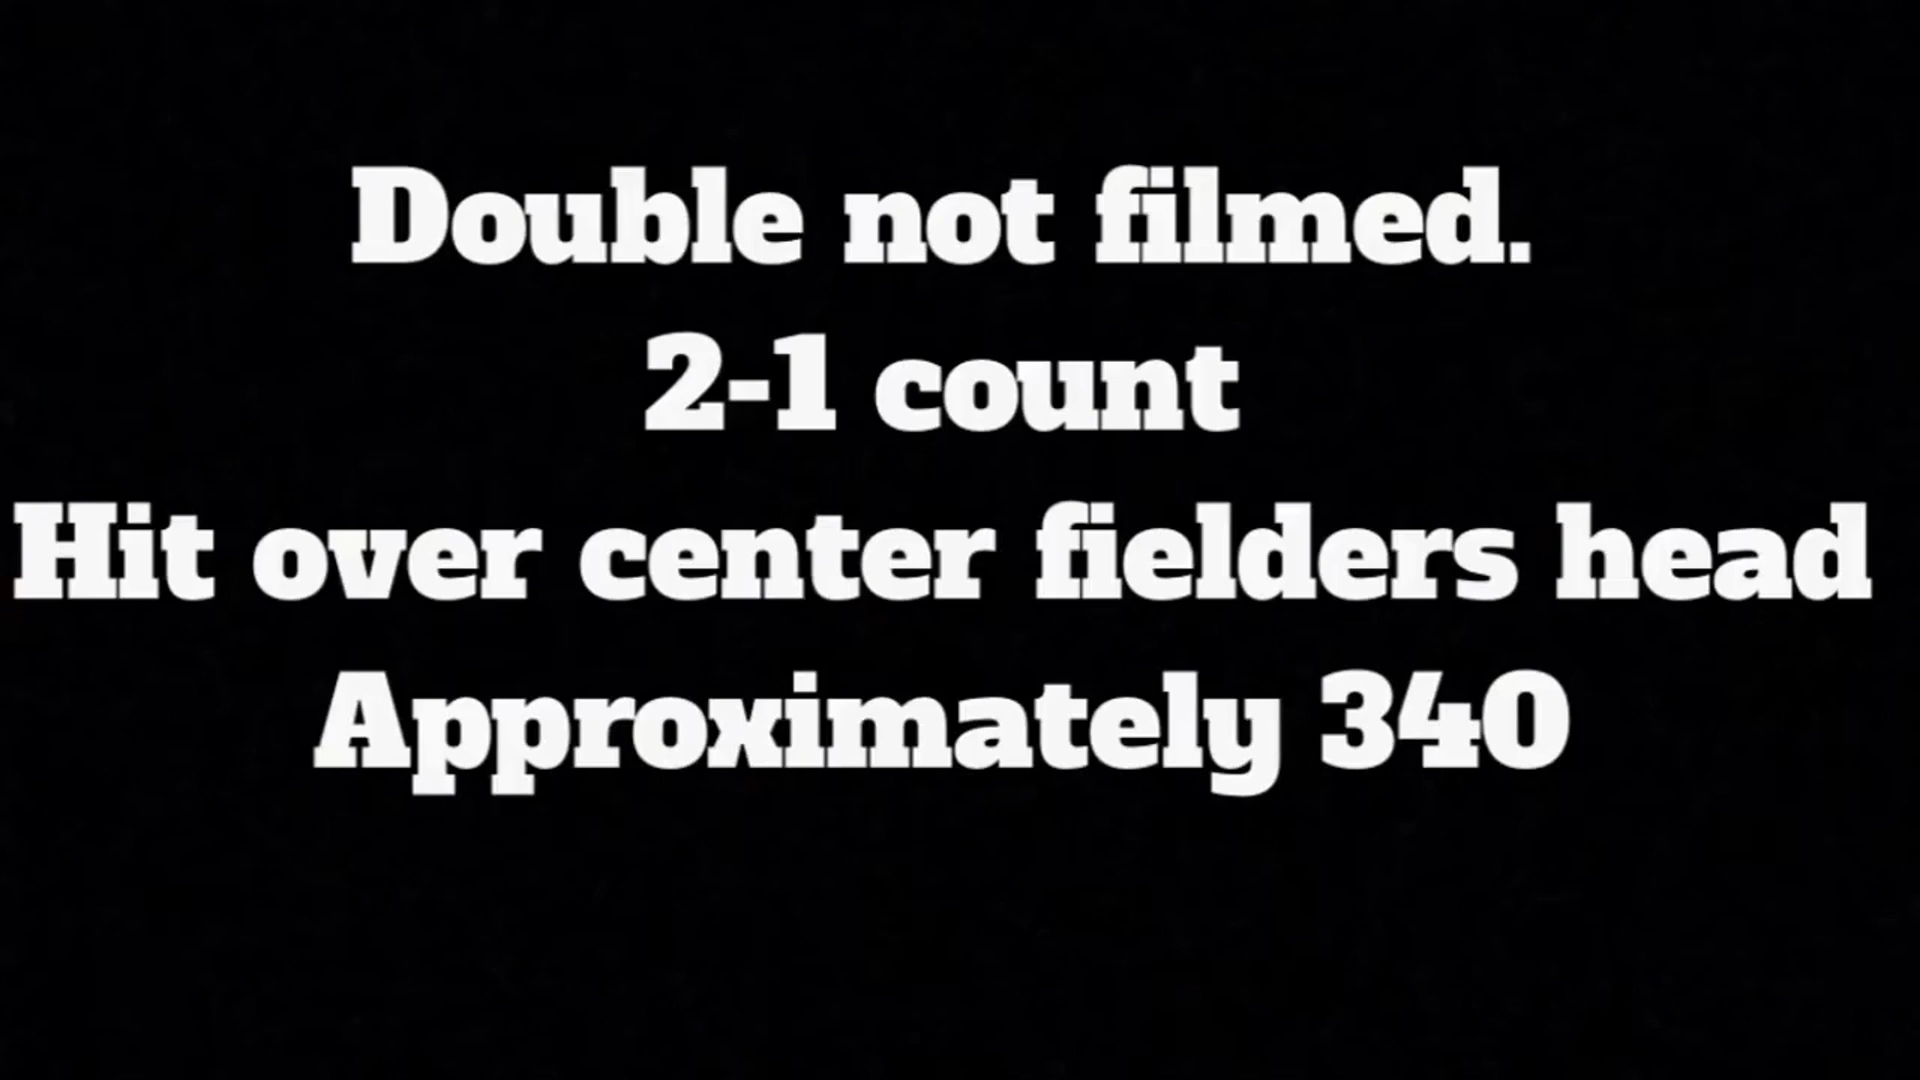 Double not filmed.
2-1 count
Hit over center fielders head
Approximately 340